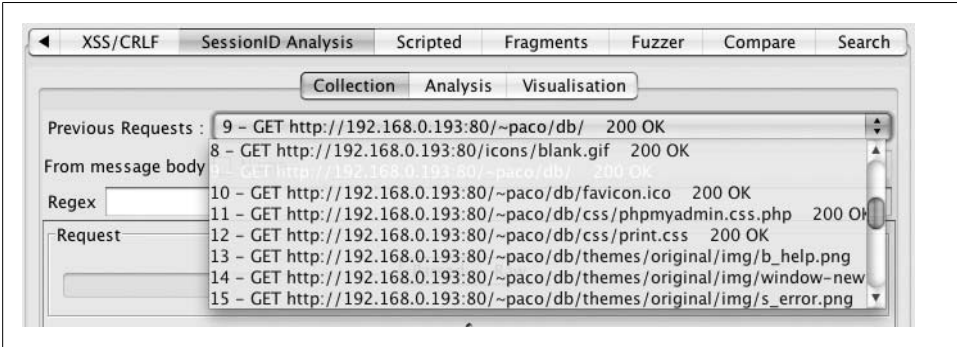 XSS/CRLF SessionID Analysis Scripted Fragments Fuzzer Compare Search
Collection Analysis Visualisation
Previous Requests : 9 – GET http://192.168.0.193:80/~paco/db/ 200 OK
8 – GET http://192.168.0.193:80/icons/blank.gif 200 OK
From message body
9 – GET http://192.168.0.193:80/~paco/db/ 200 OK
10 – GET http://192.168.0.193:80/~paco/db/favicon.ico 200 OK
Regex
11 – GET http://192.168.0.193:80/~paco/db/css/phpmyadmin.css.php 200 OK
Request
12 – GET http://192.168.0.193:80/~paco/db/css/print.css 200 OK
13 – GET http://192.168.0.193:80/~paco/db/themes/original/img/b_help.png
14 – GET http://192.168.0.193:80/~paco/db/themes/original/img/window-new
15 – GET http://192.168.0.193:80/~paco/db/themes/original/img/s_error.png